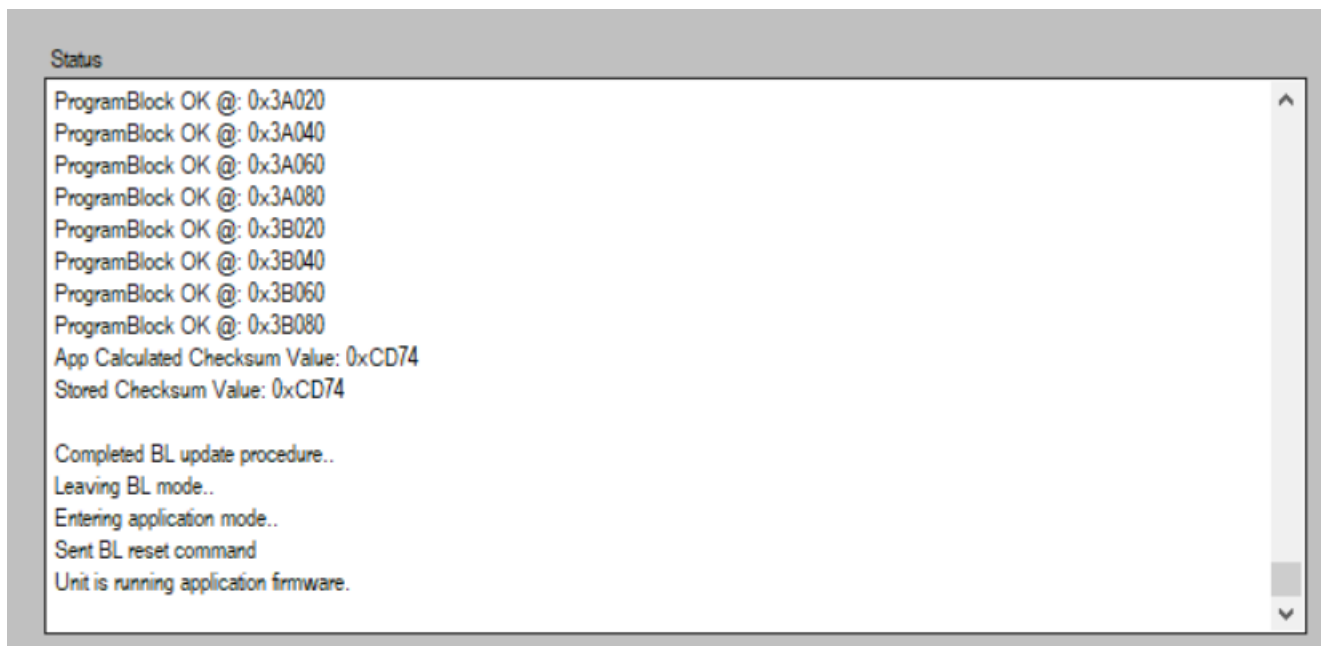 Status
ProgramBlock OK @: 0x3A020
ProgramBlock OK @: 0x3A040
ProgramBlock OK @: 0x3A060
ProgramBlock OK @: 0x3A080
ProgramBlock OK @: 0x3B020
ProgramBlock OK @: 0x3B040
ProgramBlock OK @: 0x3B060
ProgramBlock OK @: 0x3B080
App Calculated Checksum Value: 0xCD74
Stored Checksum Value: 0xCD74
Completed BL update procedure..
Leaving BL mode..
Entering application mode..
Sent BL reset command
Unit is running application firmware.